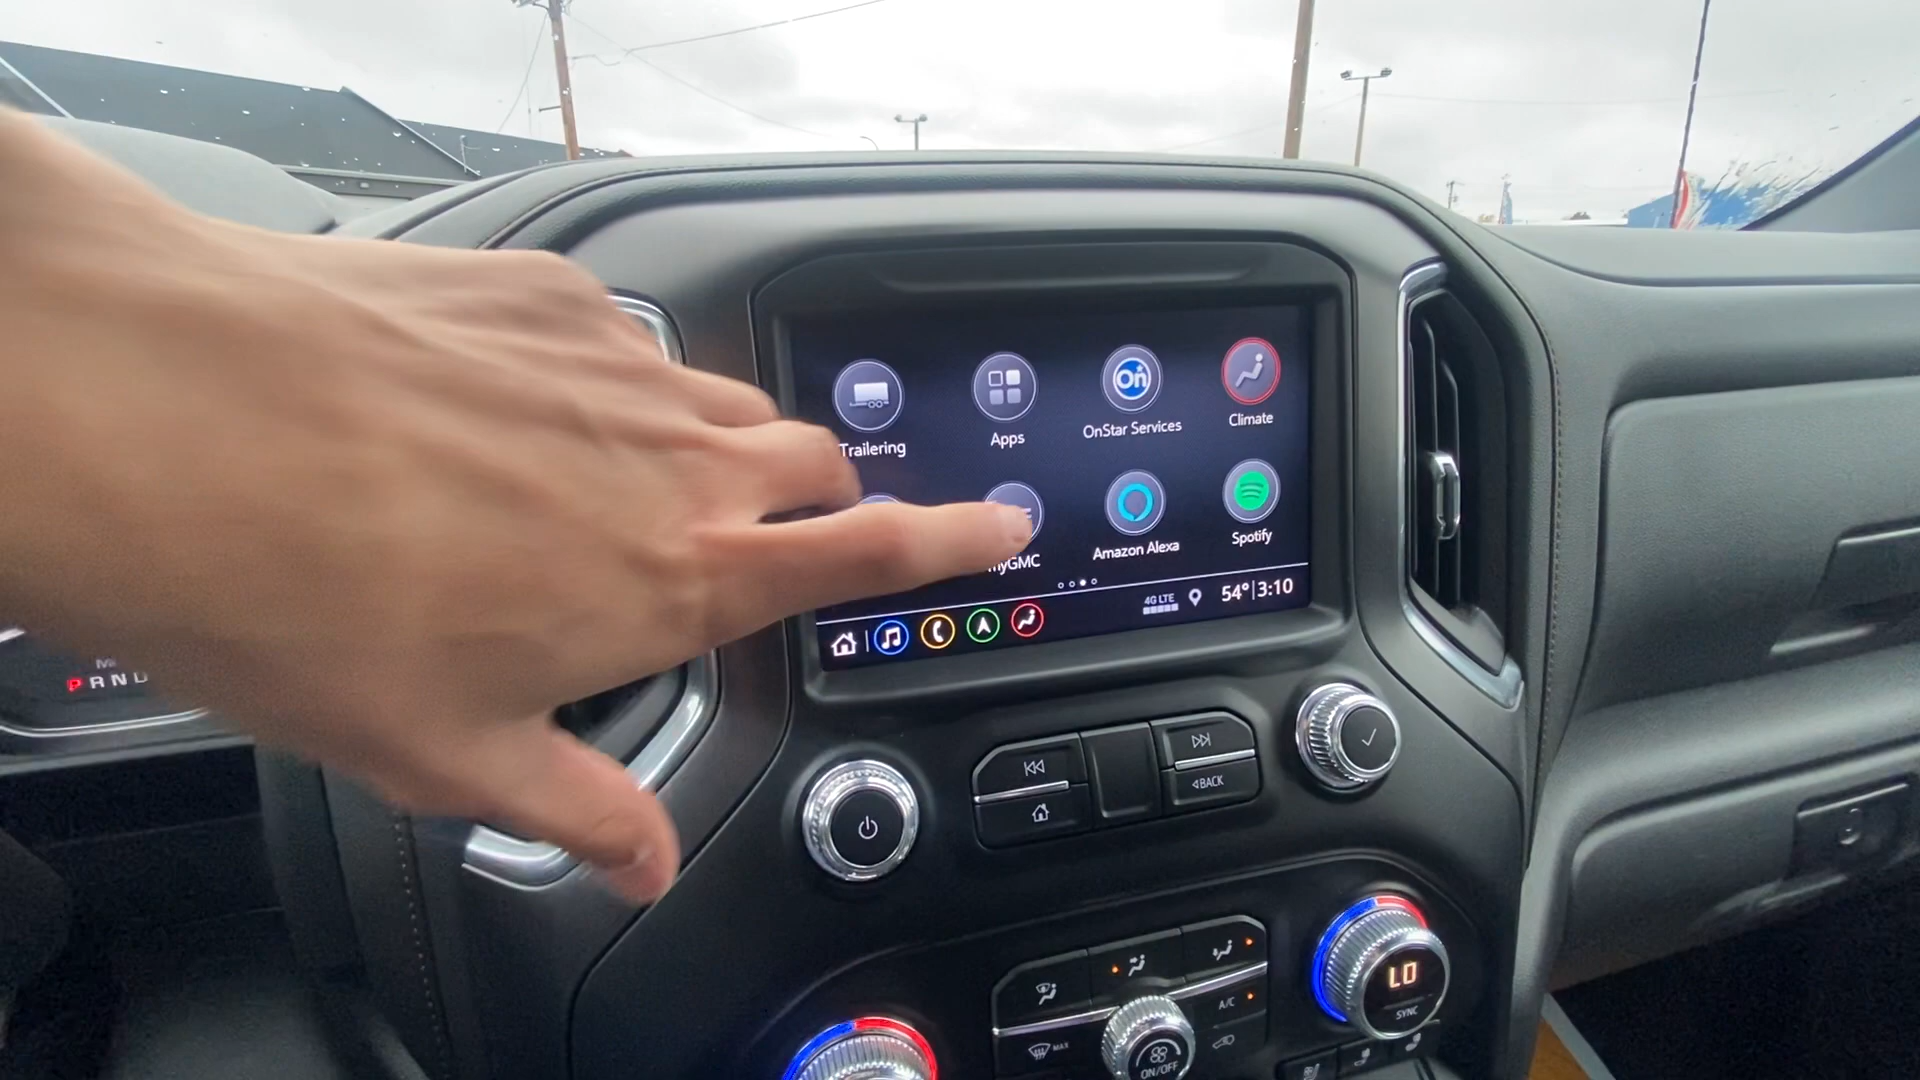 On
Trailering
Apps
OnStar Services
Climate
myGMC
Amazon Alexa
Spotify
4G LTE
54° 3:10
PRND
BACK
LO
SYNC
A/C
MAX
ON/OFF